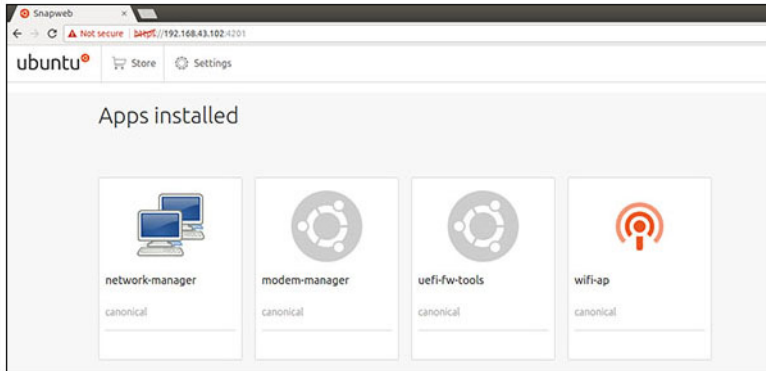 Snapweb
Not secure https://192.168.43.102:4201
ubuntu Store Settings
Apps installed
network-manager modem-manager uefi-fw-tools wifi-ap
canonical canonical canonical canonical